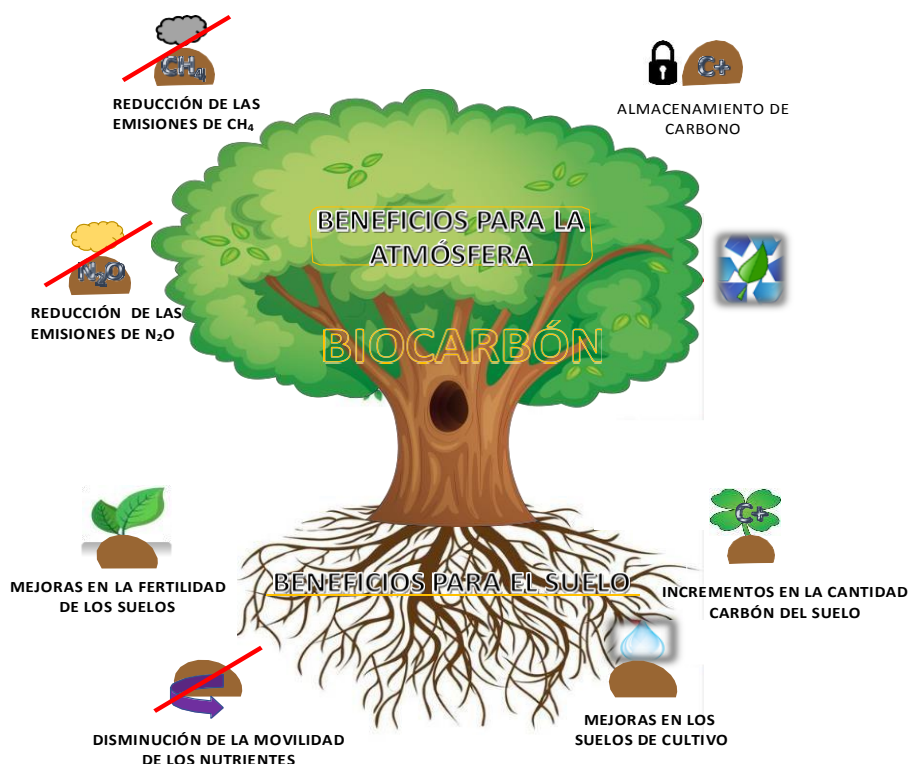 CH₄
REDUCCIÓN DE LAS
EMISIONES DE CH₄
C+
ALMACENAMIENTO DE
CARBONO
BENEFICIOS PARA LA
ATMÓSFERA
N₂O
REDUCCIÓN DE LAS
EMISIONES DE N₂O
BIOCARBÓN
C+
BENEFICIOS PARA EL SUELO
MEJORAS EN LA FERTILIDAD
DE LOS SUELOS
INCREMENTOS EN LA CANTIDAD
CARBÓN DEL SUELO
DISMINUCIÓN DE LA MOVILIDAD
DE LOS NUTRIENTES
MEJORAS EN LOS
SUELOS DE CULTIVO